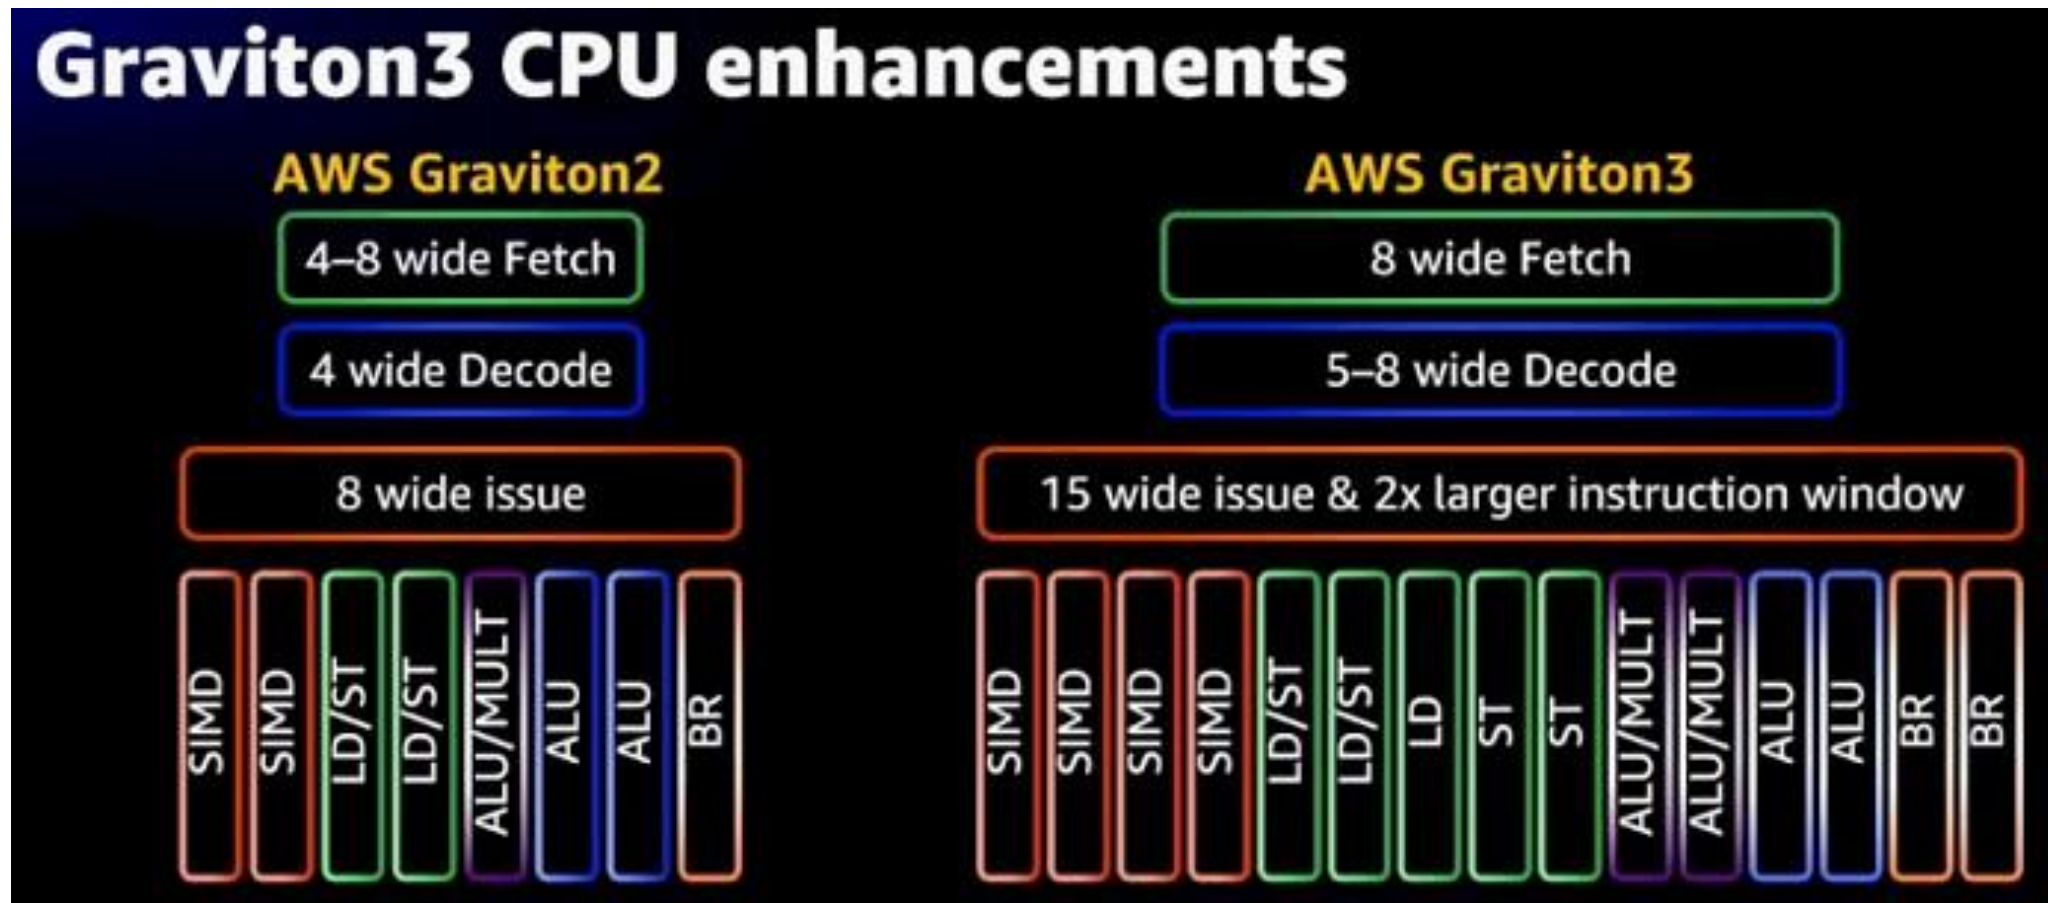 Graviton3 CPU enhancements
AWS Graviton2
4–8 wide Fetch
4 wide Decode
8 wide issue
SIMD
SIMD
LD/ST
LD/ST
ALU/MULT
ALU
ALU
BR
AWS Graviton3
8 wide Fetch
5–8 wide Decode
15 wide issue & 2x larger instruction window
SIMD
SIMD
SIMD
SIMD
LD/ST
LD/ST
LD
ST
ST
ALU/MULT
ALU/MULT
ALU
ALU
BR
BR